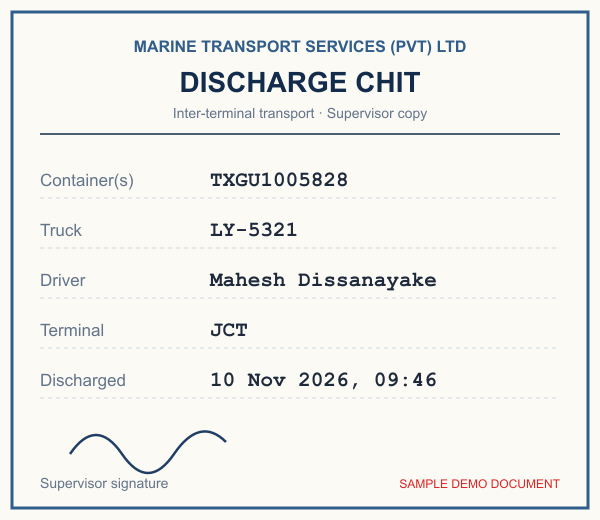 MARINE TRANSPORT SERVICES (PVT) LTD
DISCHARGE CHIT
Inter-terminal transport · Supervisor copy
Container(s) TXGU1005828
Truck LY-5321
Driver Mahesh Dissanayake
Terminal JCT
Discharged 10 Nov 2026, 09:46
Supervisor signature SAMPLE DEMO DOCUMENT